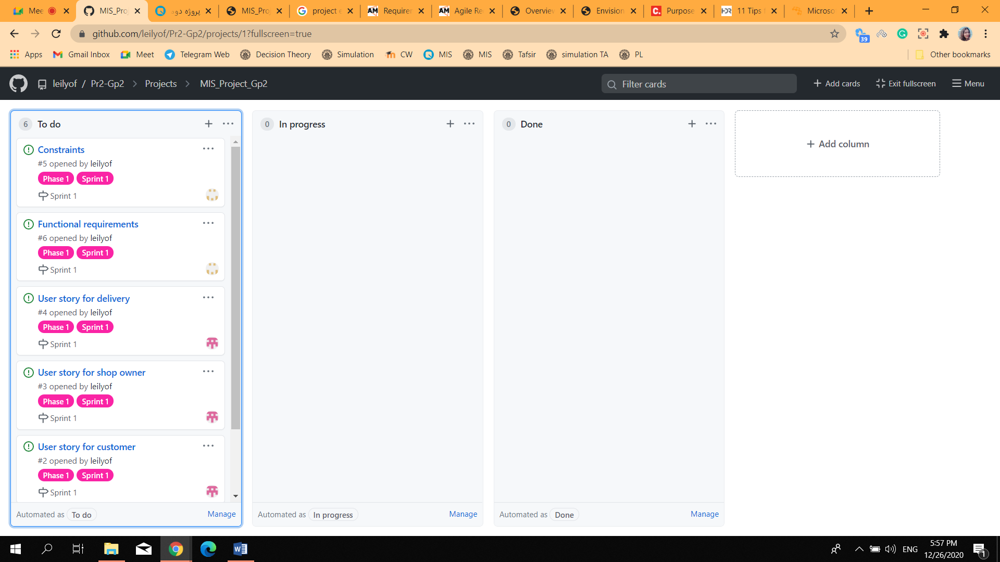 Mee
MIS_Proj
پروژه دوم
MIS_Pro
project e
Requirer
Agile Re
Overview
Envision
Purpose
11 Tips
Microso
github.com/leilyof/Pr2-Gp2/projects/1?fullscreen=true
39
Apps
Gmail Inbox
Meet
Telegram Web
Decision Theory
Simulation
CW
MIS
MIS
Tafsir
simulation TA
PL
Other bookmarks
leilyof / Pr2-Gp2
Projects
MIS_Project_Gp2
Filter cards
Add cards
Exit fullscreen
Menu
6 To do
Constraints
#5 opened by leilyof
Phase 1 Sprint 1
Sprint 1
Functional requirements
#6 opened by leilyof
Phase 1 Sprint 1
Sprint 1
User story for delivery
#4 opened by leilyof
Phase 1 Sprint 1
Sprint 1
User story for shop owner
#3 opened by leilyof
Phase 1 Sprint 1
Sprint 1
User story for customer
#2 opened by leilyof
Phase 1 Sprint 1
Sprint 1
Automated as To do
Manage
0 In progress
Automated as In progress
Manage
0 Done
Automated as Done
Manage
Add column
ENG
5:57 PM
12/26/2020
1